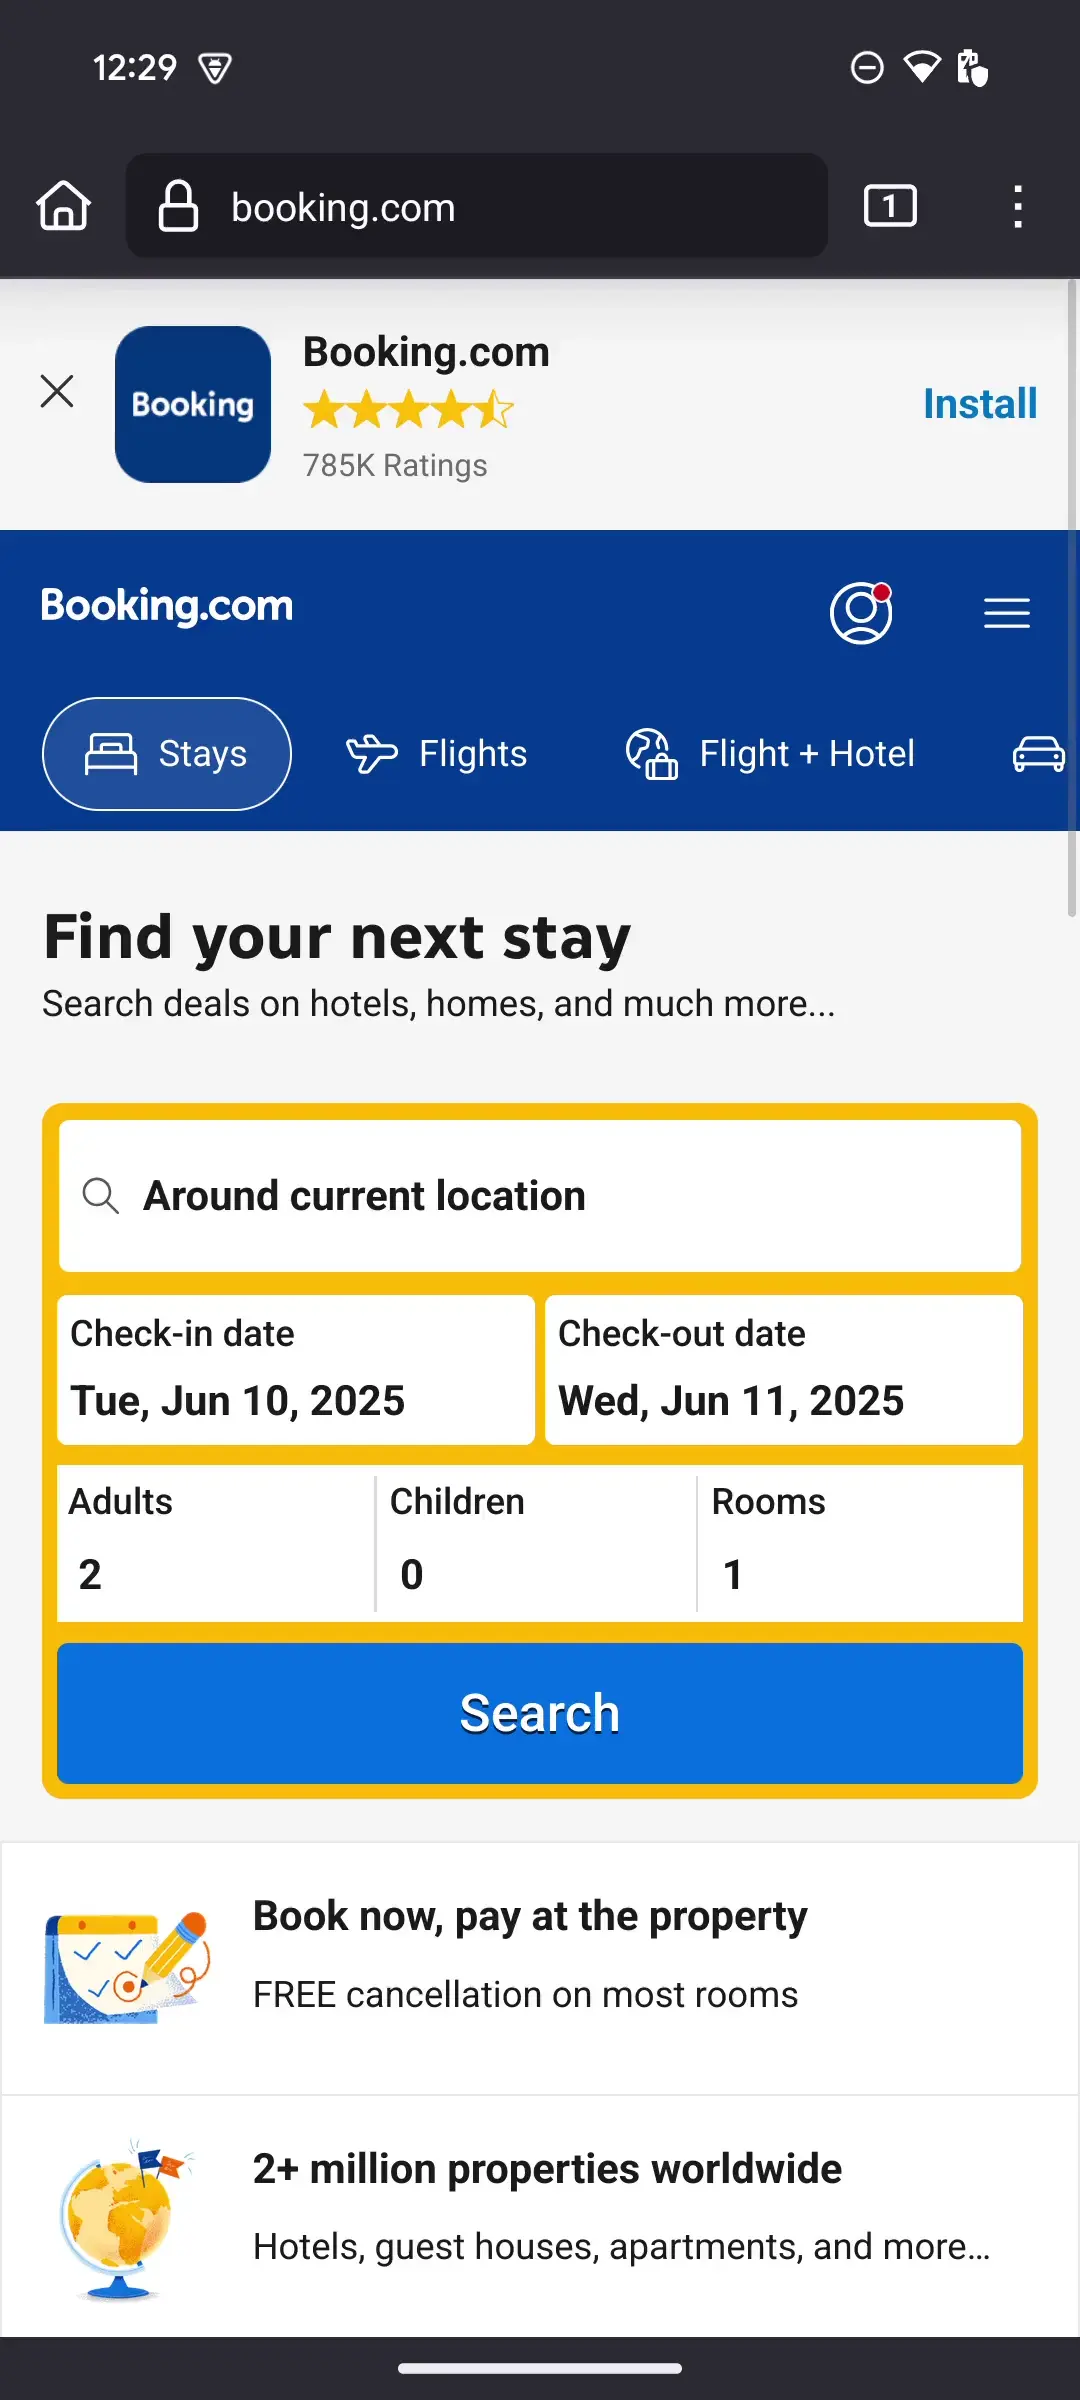 12:29
booking.com
1
Booking
Booking.com
785K Ratings
Install
Booking.com
Stays
Flights
Flight + Hotel
Find your next stay
Search deals on hotels, homes, and much more...
Around current location
Check-in date
Check-out date
Tue, Jun 10, 2025
Wed, Jun 11, 2025
Adults
Children
Rooms
2
0
1
Search
Book now, pay at the property
FREE cancellation on most rooms
2+ million properties worldwide
Hotels, guest houses, apartments, and more...